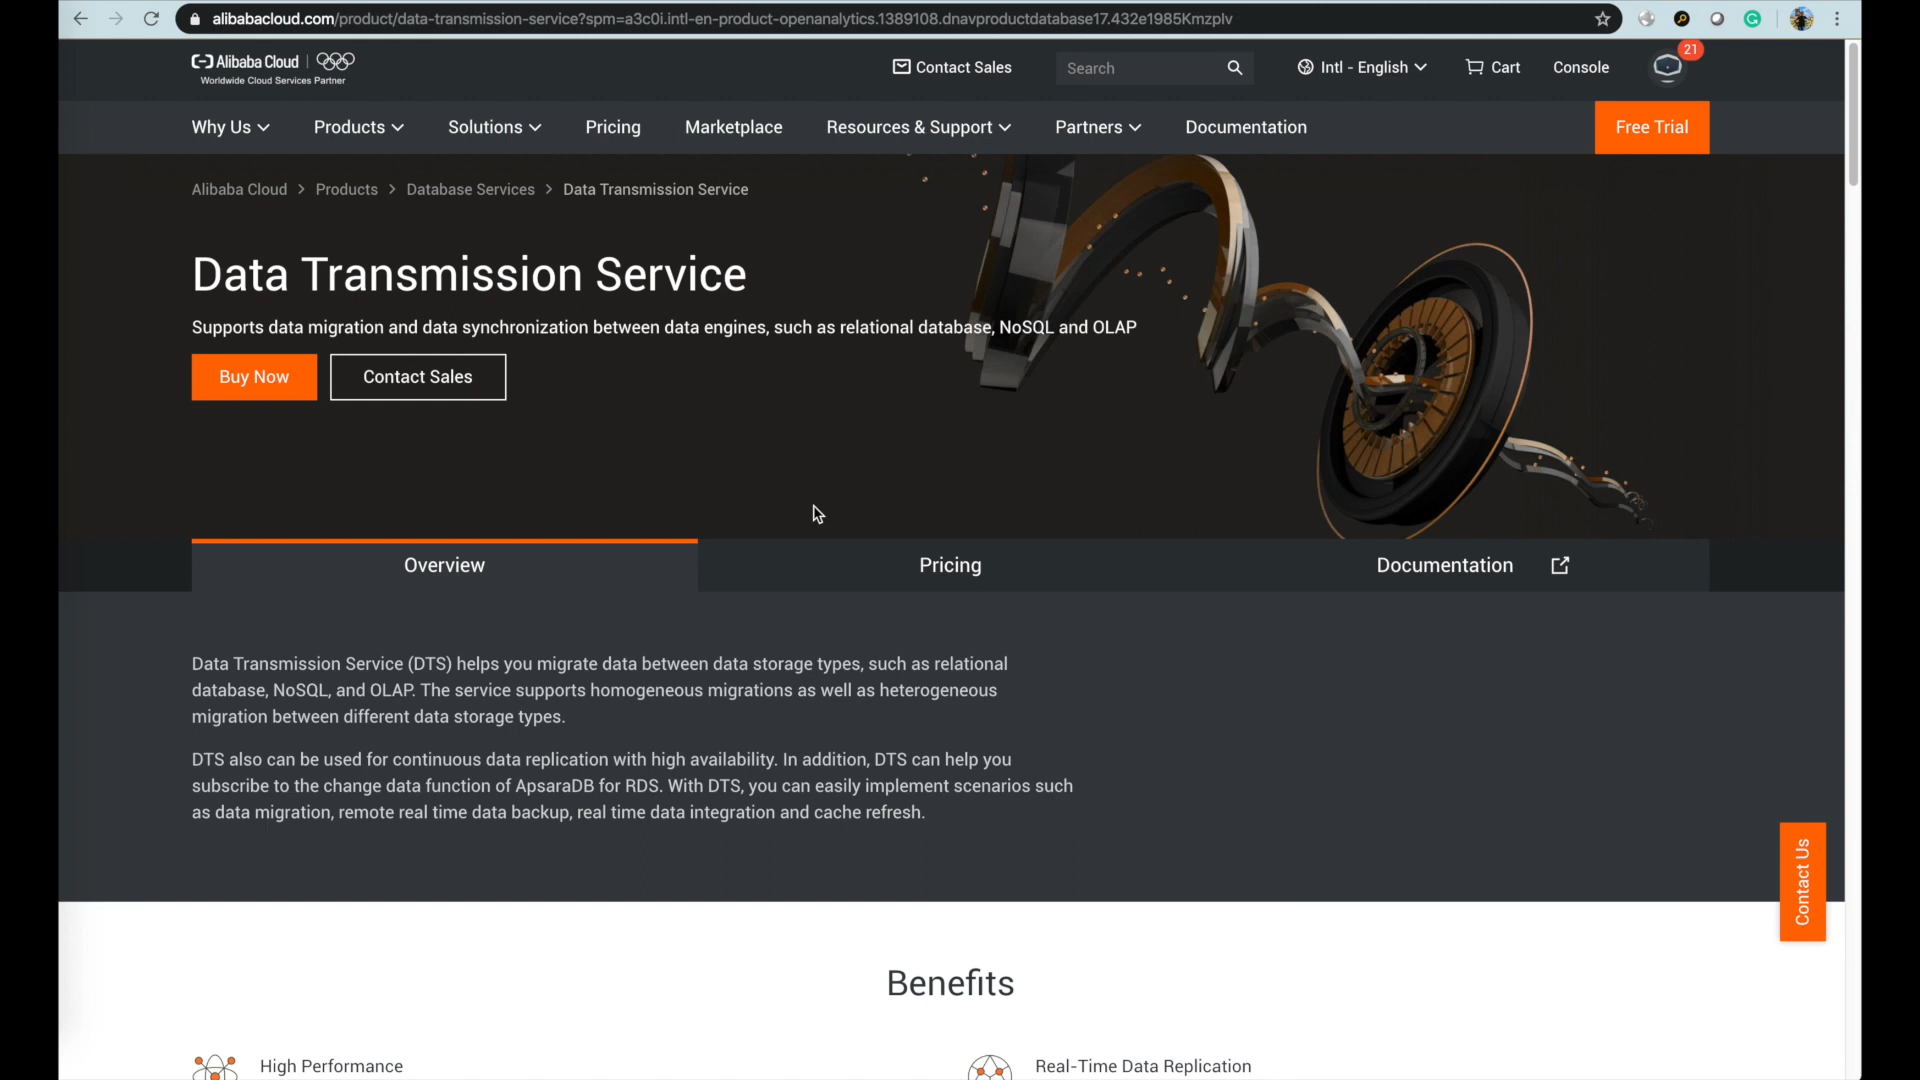 alibabacloud.com/product/data-transmission-service?spm=a3c0i.intl-en-product-openanalytics.1389108.dnavproductdatabase17.432e1985Kmzplv
Alibaba Cloud
Worldwide Cloud Services Partner
Contact Sales
Search
Intl - English
Cart
Console
21
Why Us
Products
Solutions
Pricing
Marketplace
Resources & Support
Partners
Documentation
Free Trial
Alibaba Cloud > Products > Database Services > Data Transmission Service
Data Transmission Service
Supports data migration and data synchronization between data engines, such as relational database, NoSQL and OLAP
Buy Now
Contact Sales
Overview
Pricing
Documentation
Data Transmission Service (DTS) helps you migrate data between data storage types, such as relational
database, NoSQL, and OLAP. The service supports homogeneous migrations as well as heterogeneous
migration between different data storage types.
DTS also can be used for continuous data replication with high availability. In addition, DTS can help you
subscribe to the change data function of ApsaraDB for RDS. With DTS, you can easily implement scenarios such
as data migration, remote real time data backup, real time data integration and cache refresh.
Contact Us
Benefits
High Performance
Real-Time Data Replication